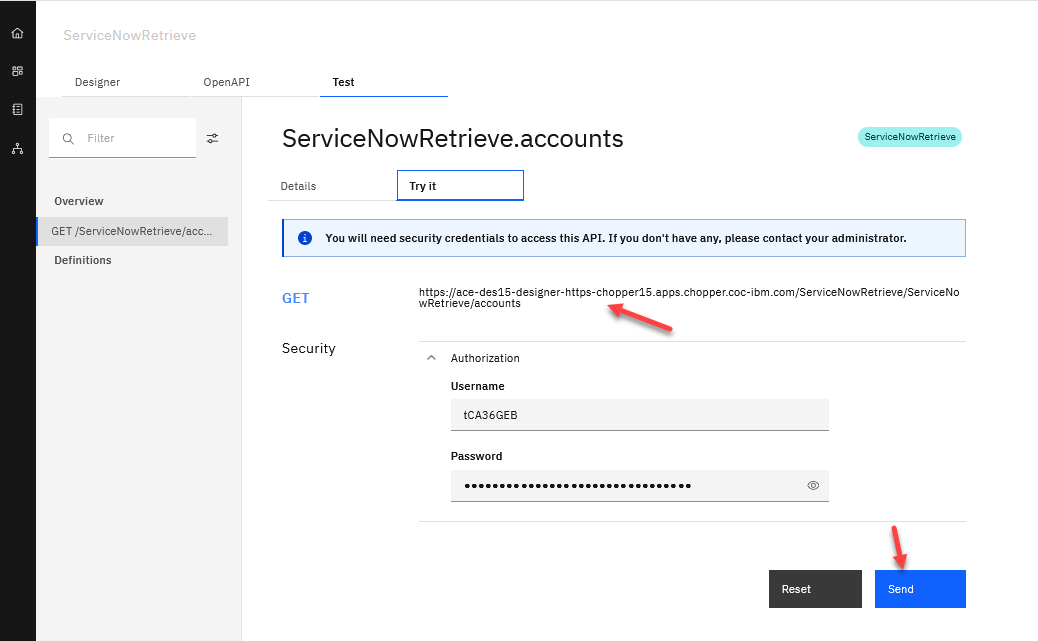 ServiceNowRetrieve
Designer
OpenAPI
Test
Filter
Overview
GET /ServiceNowRetrieve/acc...
Definitions
ServiceNowRetrieve.accounts
ServiceNowRetrieve
Details
Try it
You will need security credentials to access this API. If you don't have any, please contact your administrator.
GET
https://ace-des15-designer-https-chopper15.apps.chopper.coc-ibm.com/ServiceNowRetrieve/ServiceNo
wRetrieve/accounts
Security
Authorization
Username
tCA36GEB
Password
••••••••••••••••••••••••••••••••
Reset
Send